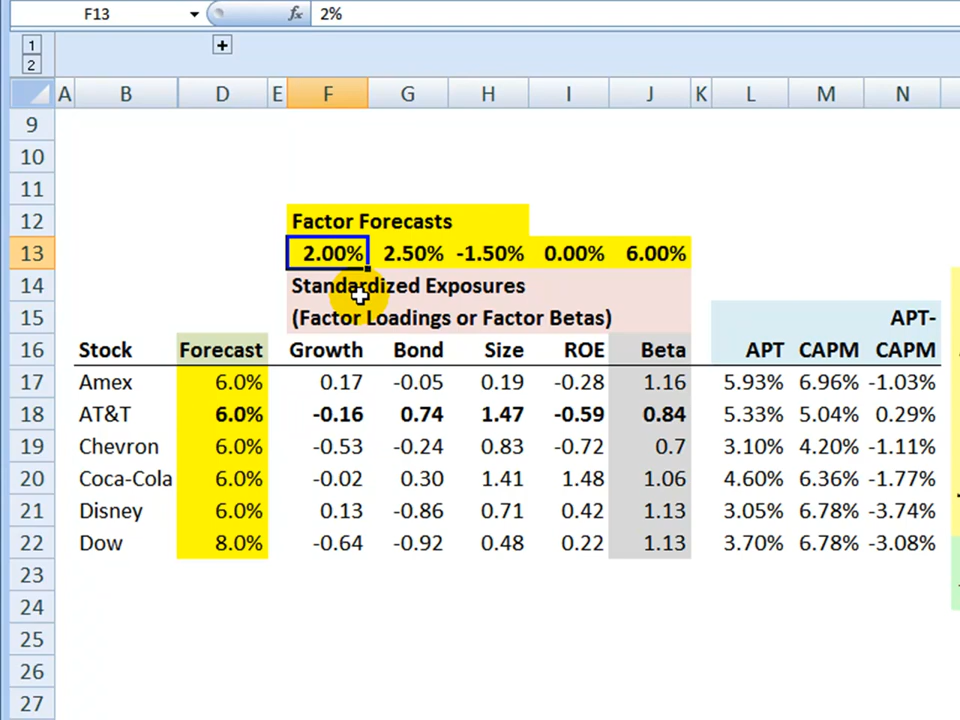 F13 fx 2%
1
2
+
A B D E F G H I J K L M N
9
10
11
12 Factor Forecasts
13 2.00% 2.50% -1.50% 0.00% 6.00%
14 Standardized Exposures
15 (Factor Loadings or Factor Betas) APT-
16 Stock Forecast Growth Bond Size ROE Beta APT CAPM CAPM
17 Amex 6.0% 0.17 -0.05 0.19 -0.28 1.16 5.93% 6.96% -1.03%
18 AT&T 6.0% -0.16 0.74 1.47 -0.59 0.84 5.33% 5.04% 0.29%
19 Chevron 6.0% -0.53 -0.24 0.83 -0.72 0.7 3.10% 4.20% -1.11%
20 Coca-Cola 6.0% -0.02 0.30 1.41 1.48 1.06 4.60% 6.36% -1.77%
21 Disney 6.0% 0.13 -0.86 0.71 0.42 1.13 3.05% 6.78% -3.74%
22 Dow 8.0% -0.64 -0.92 0.48 0.22 1.13 3.70% 6.78% -3.08%
23
24
25
26
27